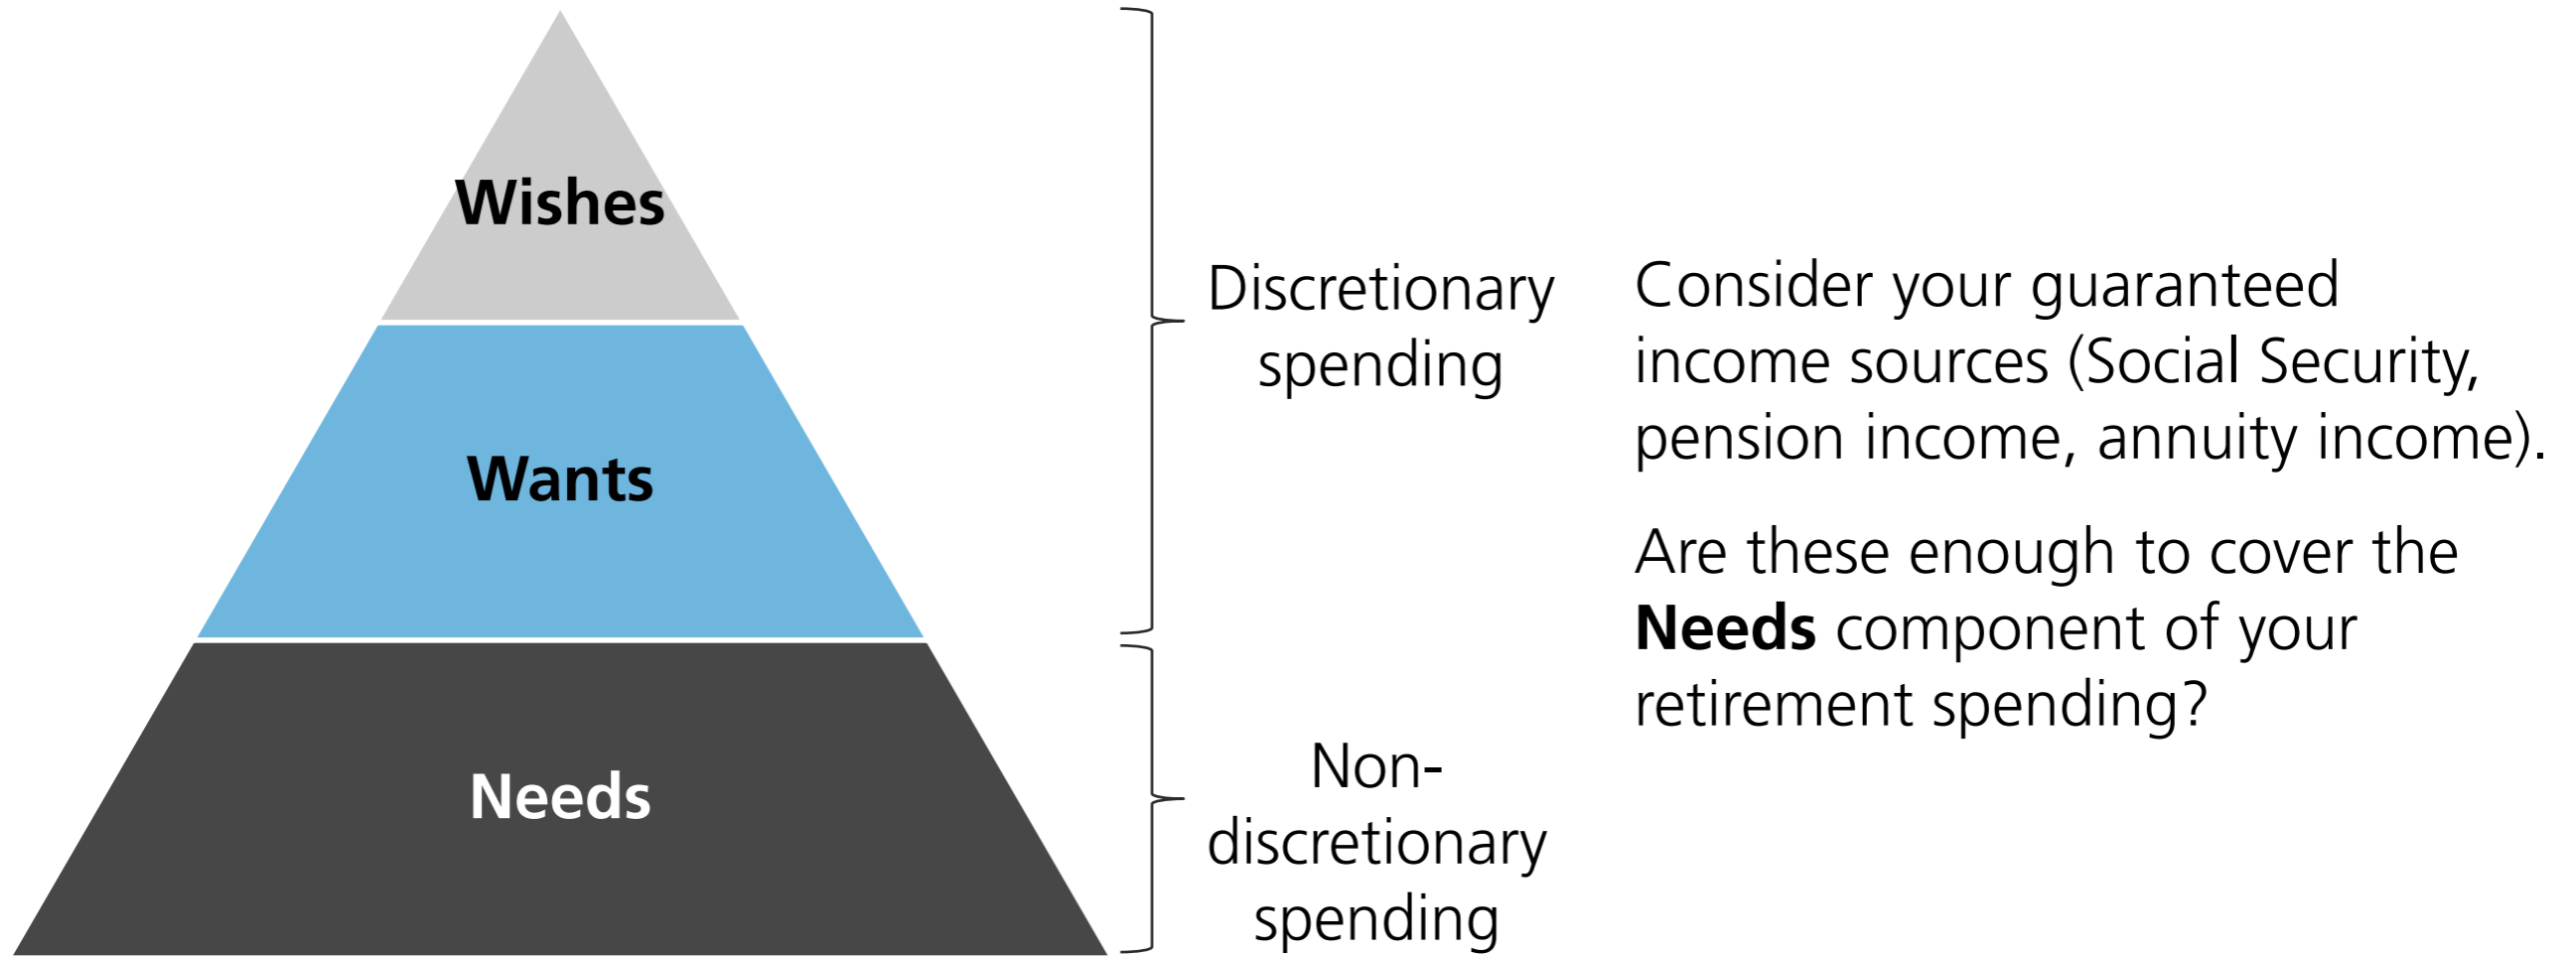 Wishes
Wants
Needs
Discretionary
spending
Non-
discretionary
spending
Consider your guaranteed
income sources (Social Security,
pension income, annuity income).
Are these enough to cover the
Needs component of your
retirement spending?